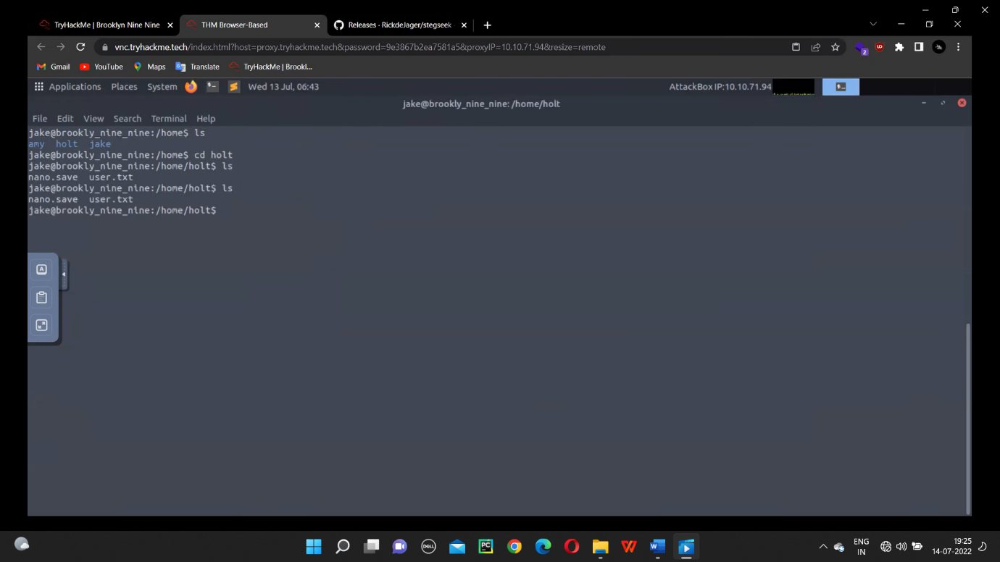 TryHackMe | Brooklyn Nine Nine
THM Browser-Based
Releases · RickdeJager/stegseek
vnc.tryhackme.tech/index.html?host=proxy.tryhackme.tech&password=9e3867b2ea7581a5&proxyIP=10.10.71.94&resize=remote
2
Gmail YouTube Maps Translate TryHackMe | Brookl...
Applications Places System Wed 13 Jul, 06:43 AttackBox IP:10.10.71.94
jake@brookly_nine_nine: /home/holt
File Edit View Search Terminal Help
jake@brookly_nine_nine:/home$ ls
amy holt jake
jake@brookly_nine_nine:/home$ cd holt
jake@brookly_nine_nine:/home/holt$ ls
nano.save user.txt
jake@brookly_nine_nine:/home/holt$ ls
nano.save user.txt
jake@brookly_nine_nine:/home/holt$
A
DELL
PC
W
ENG
IN
19:25
14-07-2022